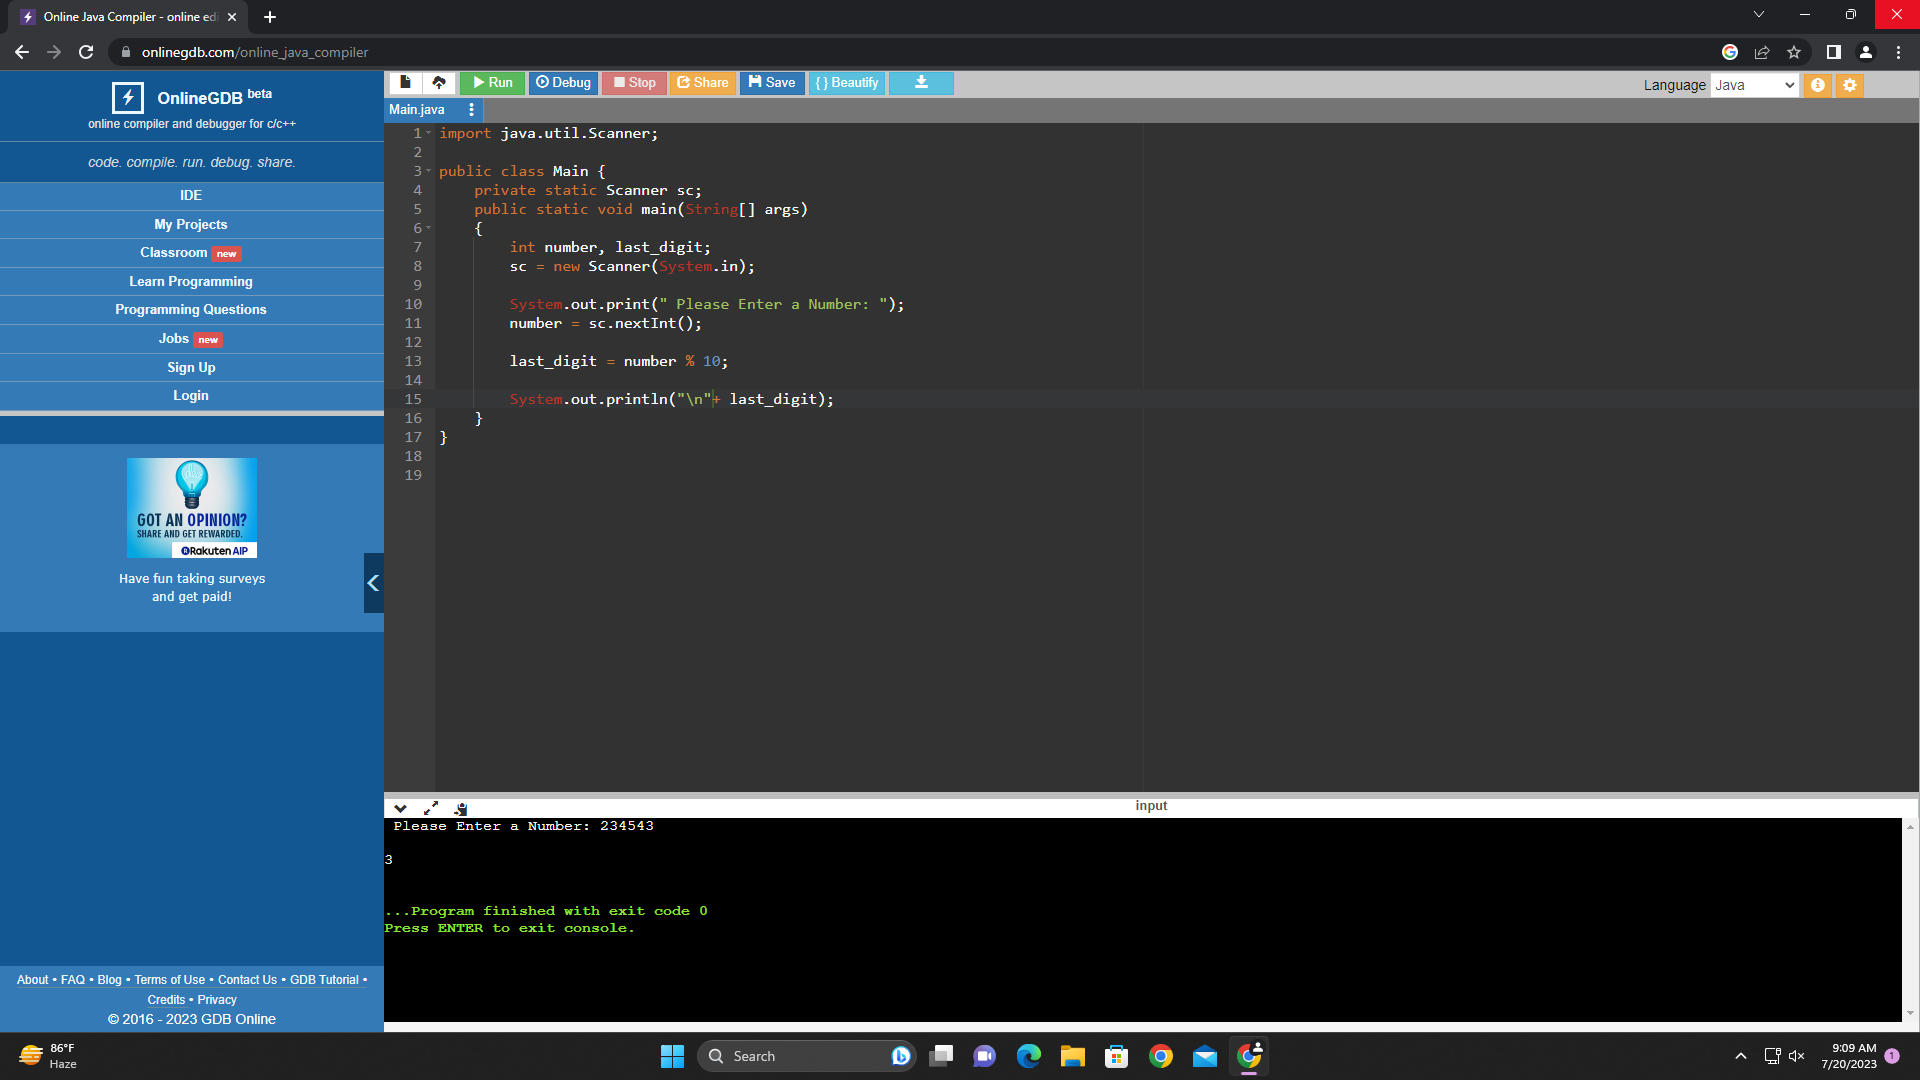 Online Java Compiler - online edi
onlinegdb.com/online_java_compiler
OnlineGDB beta
online compiler and debugger for c/c++
code. compile. run. debug. share.
IDE
My Projects
Classroom new
Learn Programming
Programming Questions
Jobs new
Sign Up
Login
GOT AN OPINION?
SHARE AND GET REWARDED.
Rakuten AIP
Have fun taking surveys
and get paid!
About • FAQ • Blog • Terms of Use • Contact Us • GDB Tutorial •
Credits • Privacy
© 2016 - 2023 GDB Online
Run Debug Stop Share Save { } Beautify
Language Java
Main.java
1 import java.util.Scanner;
2
3 public class Main {
4     private static Scanner sc;
5     public static void main(String[] args)
6     {
7         int number, last_digit;
8         sc = new Scanner(System.in);
9
10         System.out.print(" Please Enter a Number: ");
11         number = sc.nextInt();
12
13         last_digit = number % 10;
14
15         System.out.println("\n"+ last_digit);
16     }
17 }
18
19
input
Please Enter a Number: 234543
3
...Program finished with exit code 0
Press ENTER to exit console.
86°F
Haze
Search
9:09 AM
7/20/2023
1